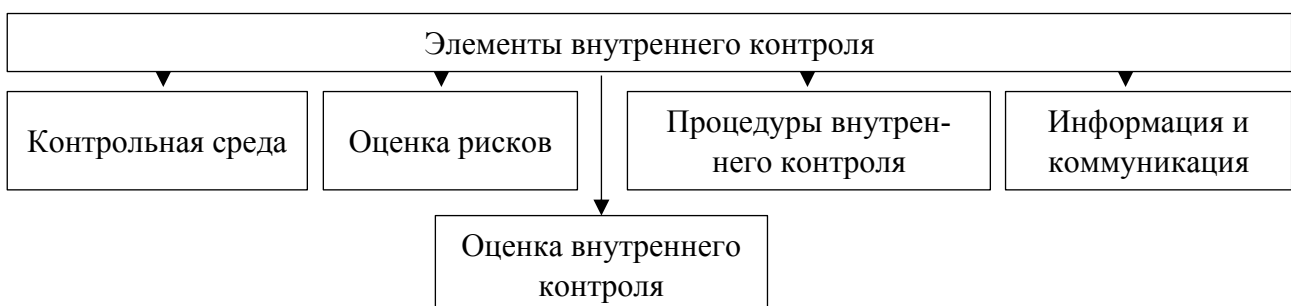 Элементы внутреннего контроля
Контрольная среда
Оценка рисков
Процедуры внутрен-
него контроля
Информация и
коммуникация
Оценка внутреннего
контроля